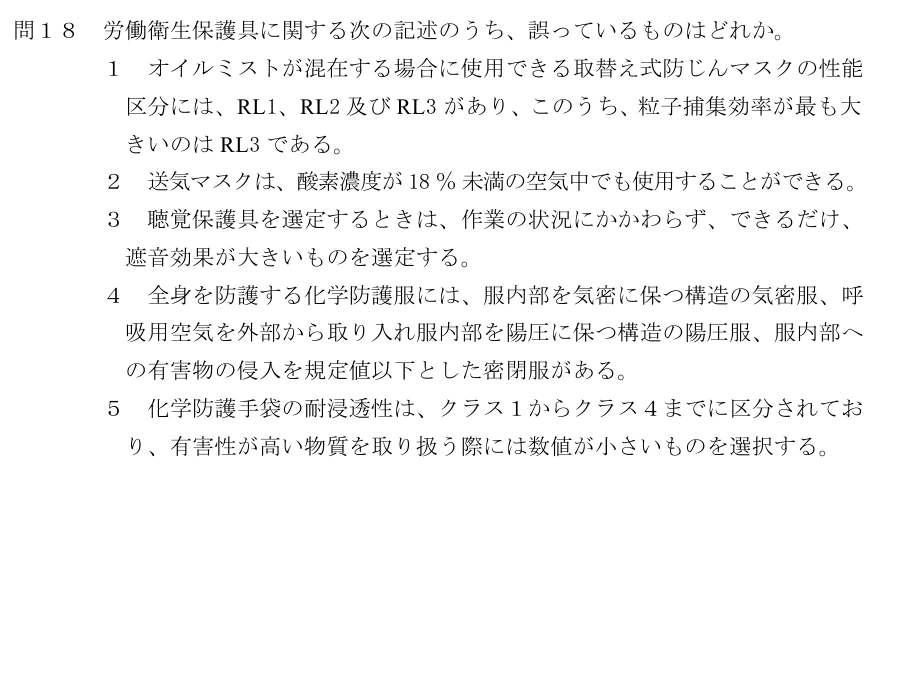 問１８　労働衛生保護具に関する次の記述のうち、誤っているものはどれか。
１　オイルミストが混在する場合に使用できる取替え式防じんマスクの性能
区分には、RL1、RL2 及び RL3 があり、このうち、粒子捕集効率が最も大
きいのは RL3 である。
２　送気マスクは、酸素濃度が 18 % 未満の空気中でも使用することができる。
３　聴覚保護具を選定するときは、作業の状況にかかわらず、できるだけ、
遮音効果が大きいものを選定する。
４　全身を防護する化学防護服には、服内部を気密に保つ構造の気密服、呼
吸用空気を外部から取り入れ服内部を陽圧に保つ構造の陽圧服、服内部へ
の有害物の侵入を規定値以下とした密閉服がある。
５　化学防護手袋の耐浸透性は、クラス１からクラス４までに区分されてお
り、有害性が高い物質を取り扱う際には数値が小さいものを選択する。